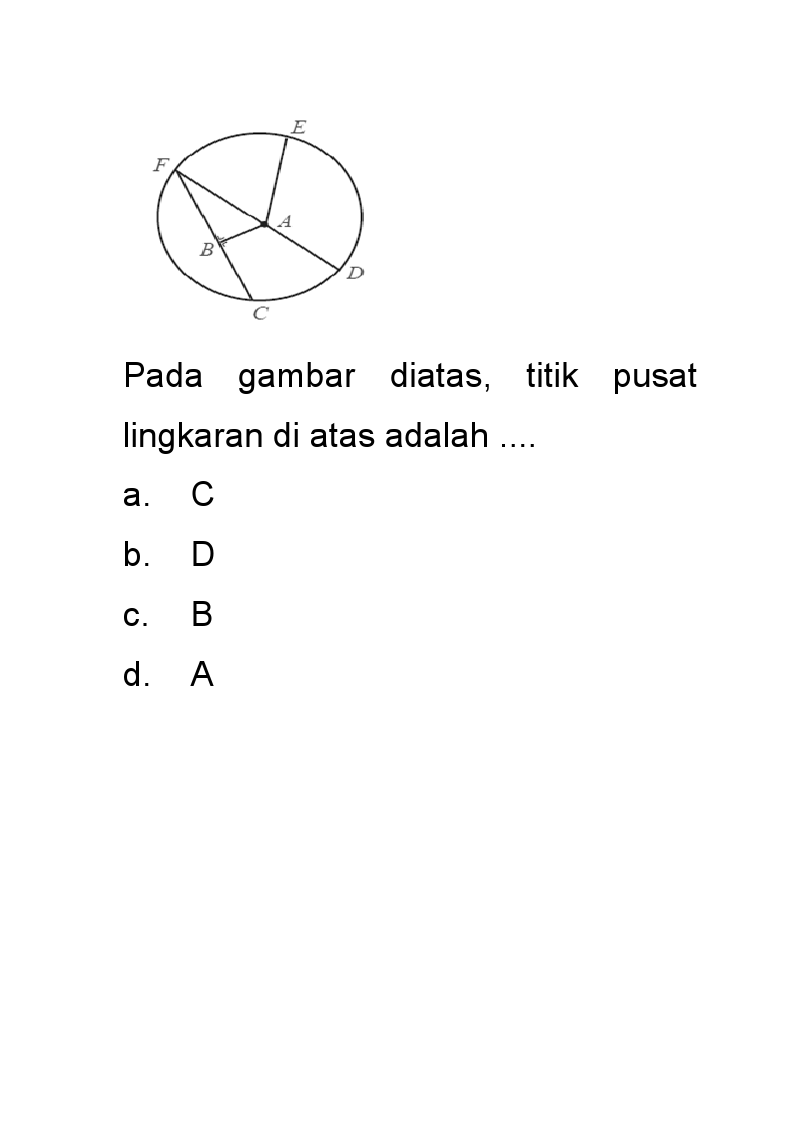 E
F
A
B
D
C
Pada gambar diatas, titik pusat
lingkaran di atas adalah ....
a. C
b. D
c. B
d. A